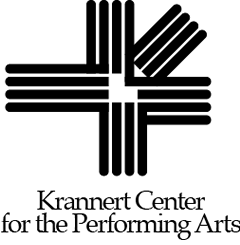 Krannert Center
for the Performing Arts